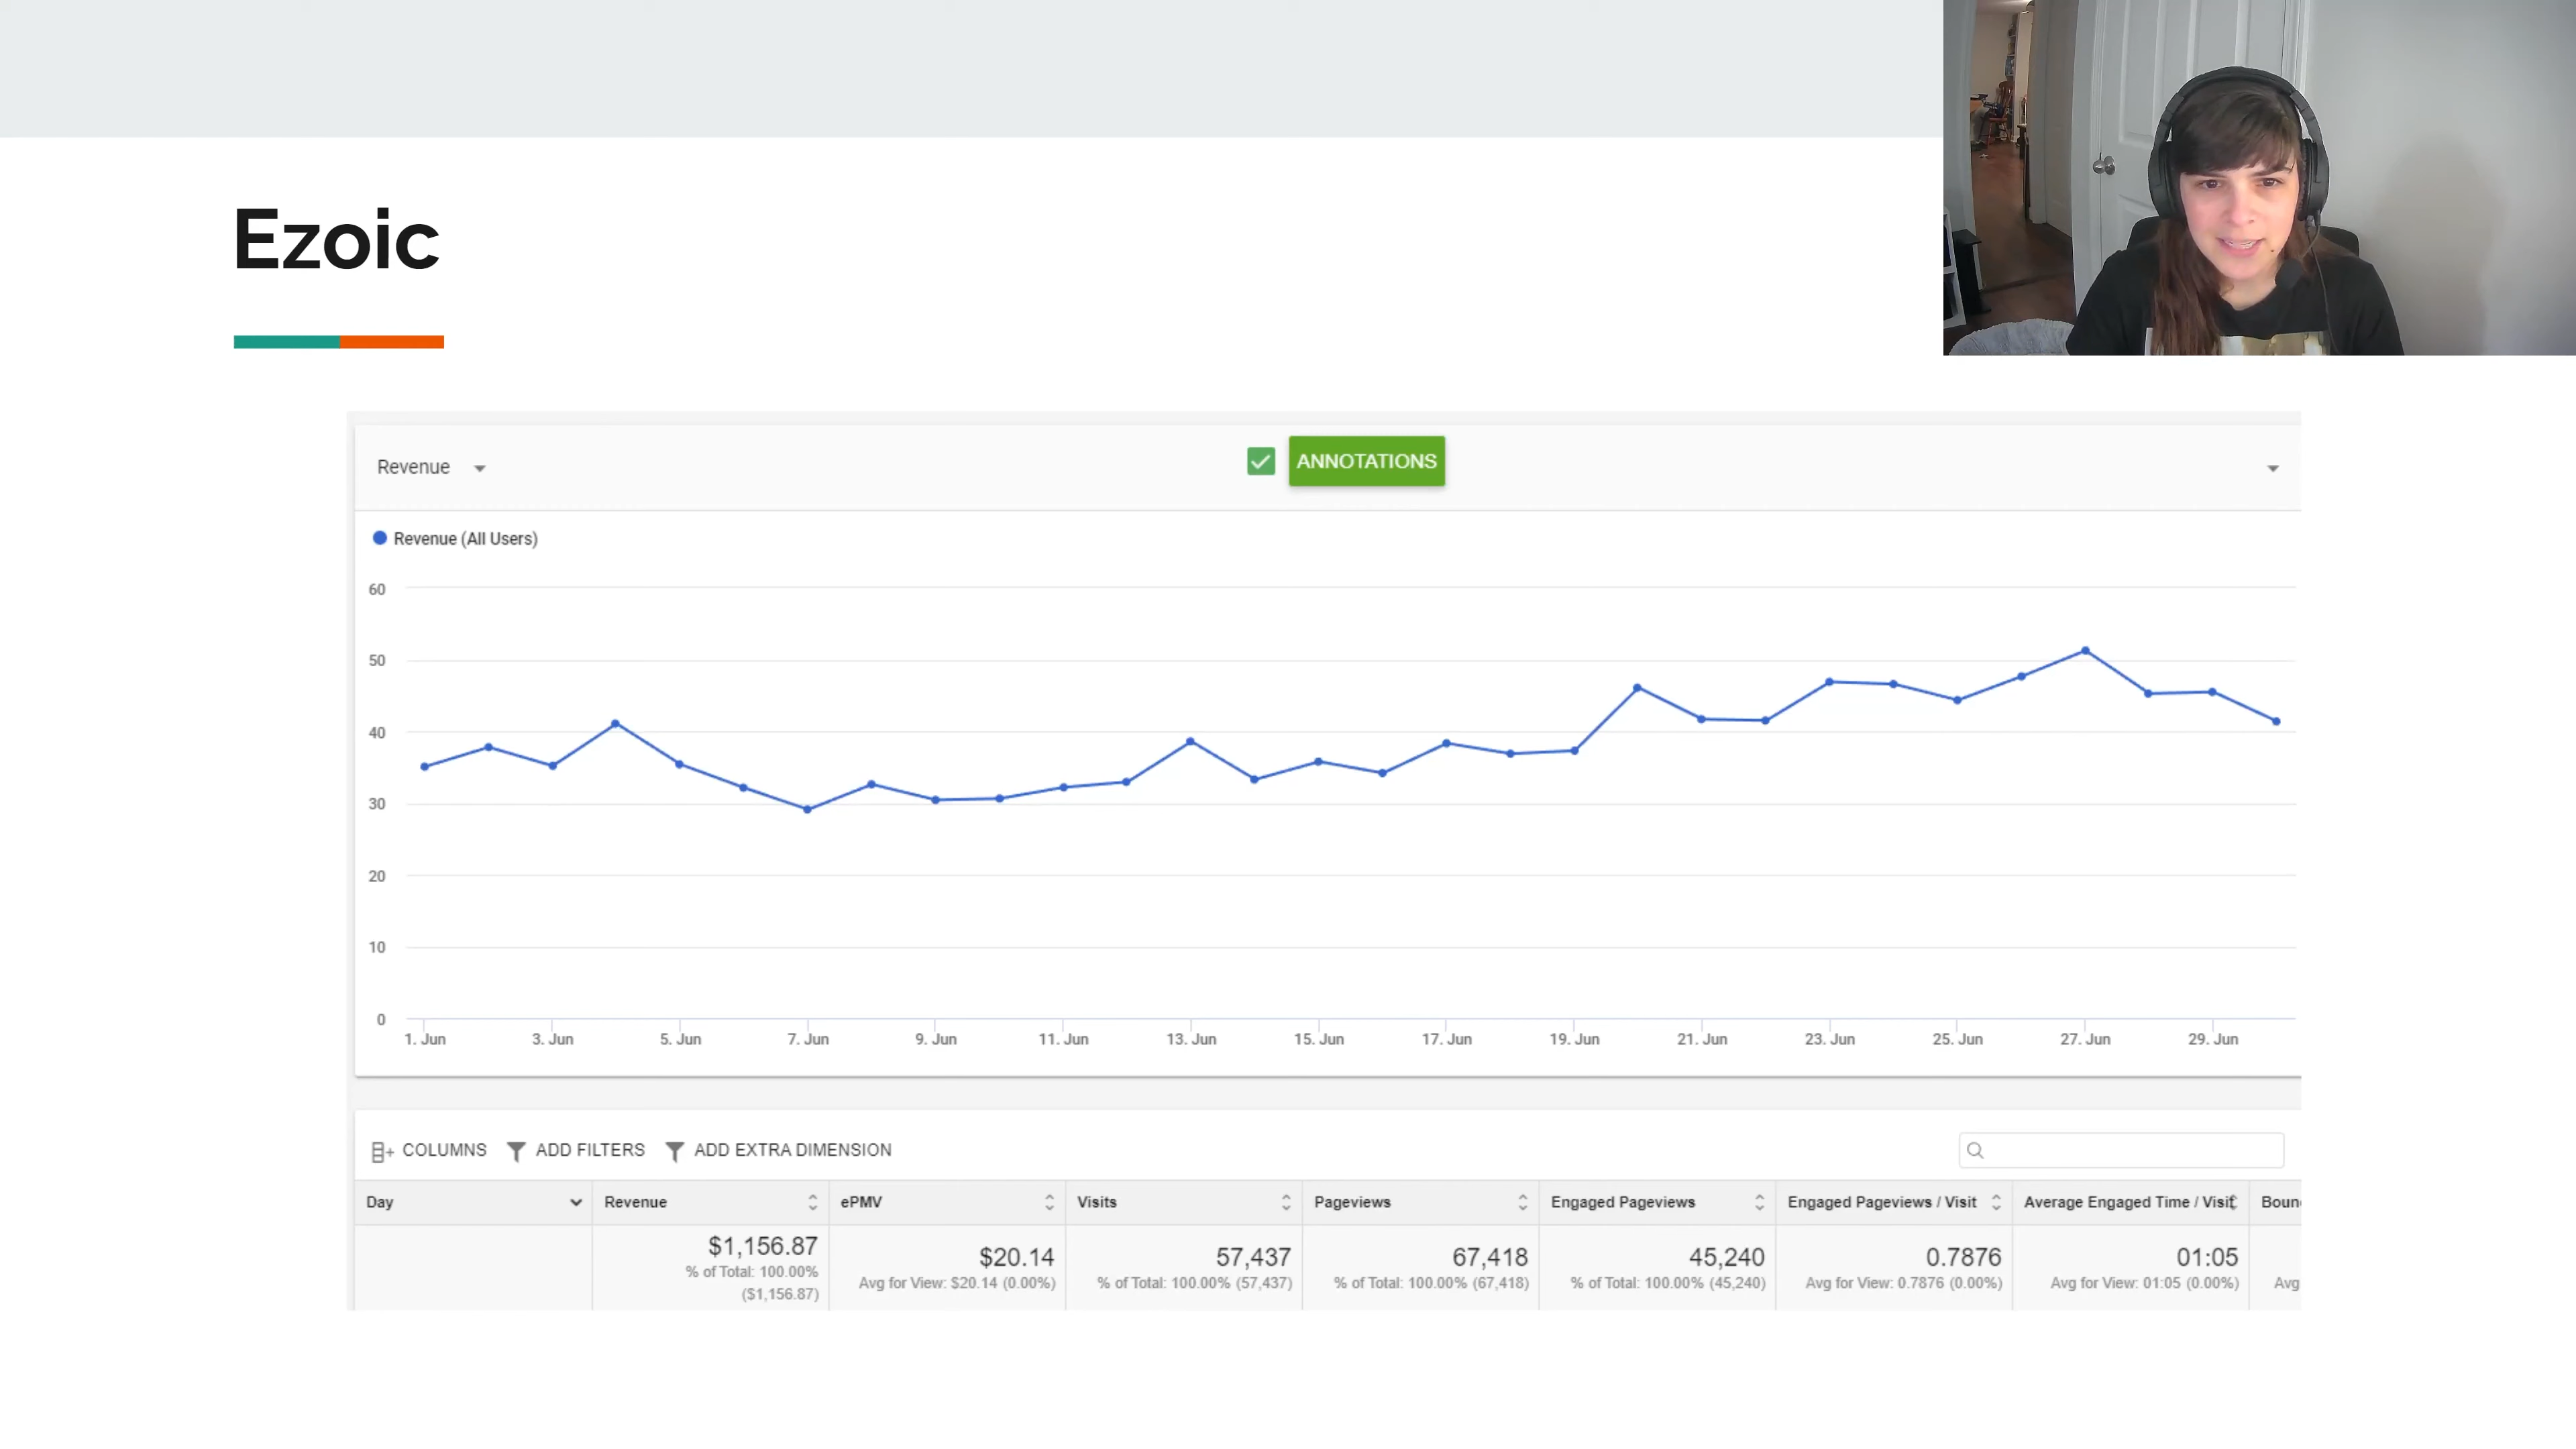 Ezoic
Revenue
ANNOTATIONS
Revenue (All Users)
60
50
40
30
20
10
0
1. Jun 3. Jun 5. Jun 7. Jun 9. Jun 11. Jun 13. Jun 15. Jun 17. Jun 19. Jun 21. Jun 23. Jun 25. Jun 27. Jun 29. Jun
COLUMNS ADD FILTERS ADD EXTRA DIMENSION
Day Revenue ePMV Visits Pageviews Engaged Pageviews Engaged Pageviews / Visit Average Engaged Time / Visit Boun
$1,156.87 $20.14 57,437 67,418 45,240 0.7876 01:05
% of Total: 100.00% Avg for View: $20.14 (0.00%) % of Total: 100.00% (57,437) % of Total: 100.00% (67,418) % of Total: 100.00% (45,240) Avg for View: 0.7876 (0.00%) Avg for View: 01:05 (0.00%) Avg
($1,156.87)